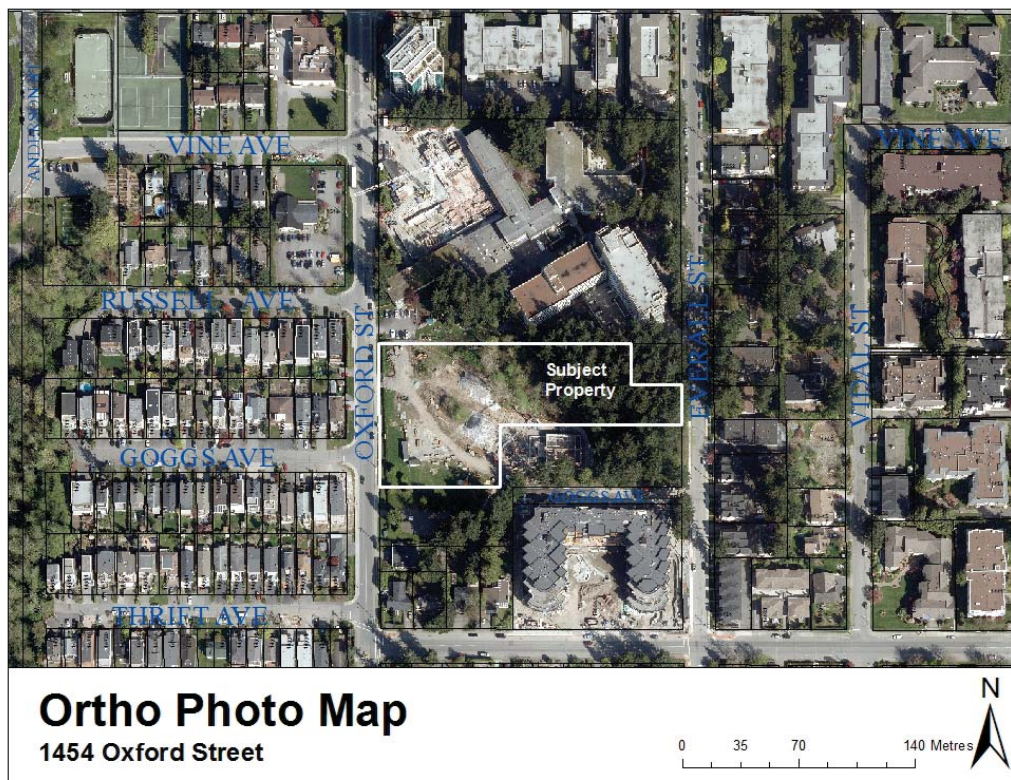 ANDERSON ST
VINE AVE
VINE AVE
RUSSELL AVE
OXFORD ST
EVERALL ST
VIDAL ST
Subject
Property
GOGGS AVE
GOGGS AVE
THRIFT AVE
Ortho Photo Map
1454 Oxford Street
N
0 35 70 140 Metres